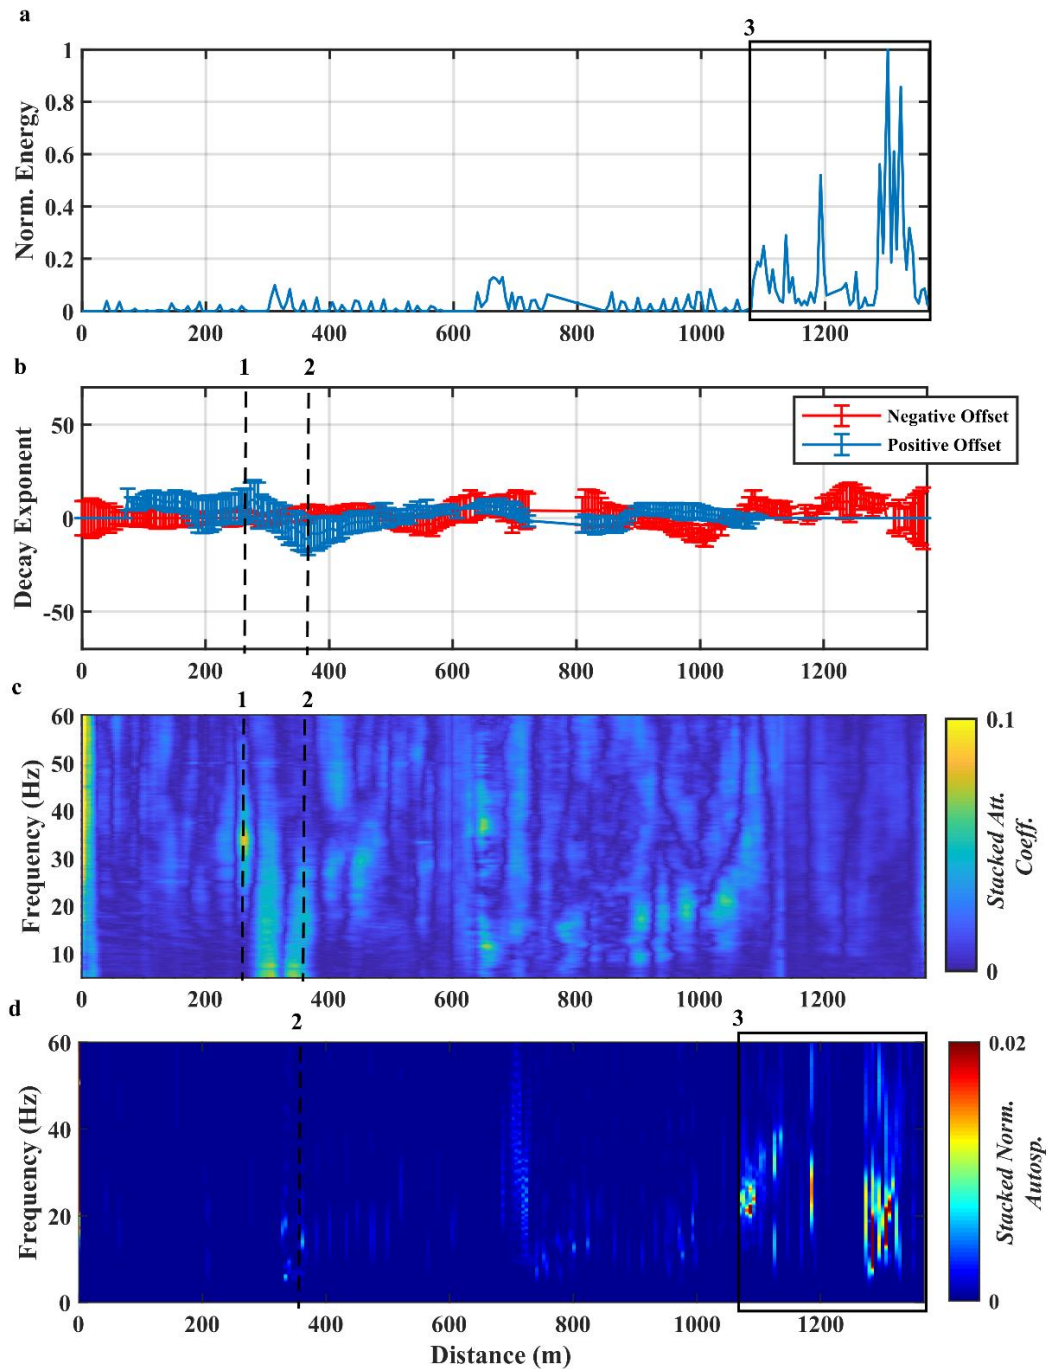 a
3
1
0.8
0.6
0.4
0.2
0
Norm. Energy
0 200 400 600 800 1000 1200
b
1 2
50
0
-50
Decay Exponent
Negative Offset
Positive Offset
0 200 400 600 800 1000 1200
c
1 2
60
50
40
30
20
10
Frequency (Hz)
0 200 400 600 800 1000 1200
0.1
0
Stacked Att.
Coeff.
d
2 3
60
40
20
0
Frequency (Hz)
0 200 400 600 800 1000 1200
Distance (m)
0.02
0
Stacked Norm.
Autosp.